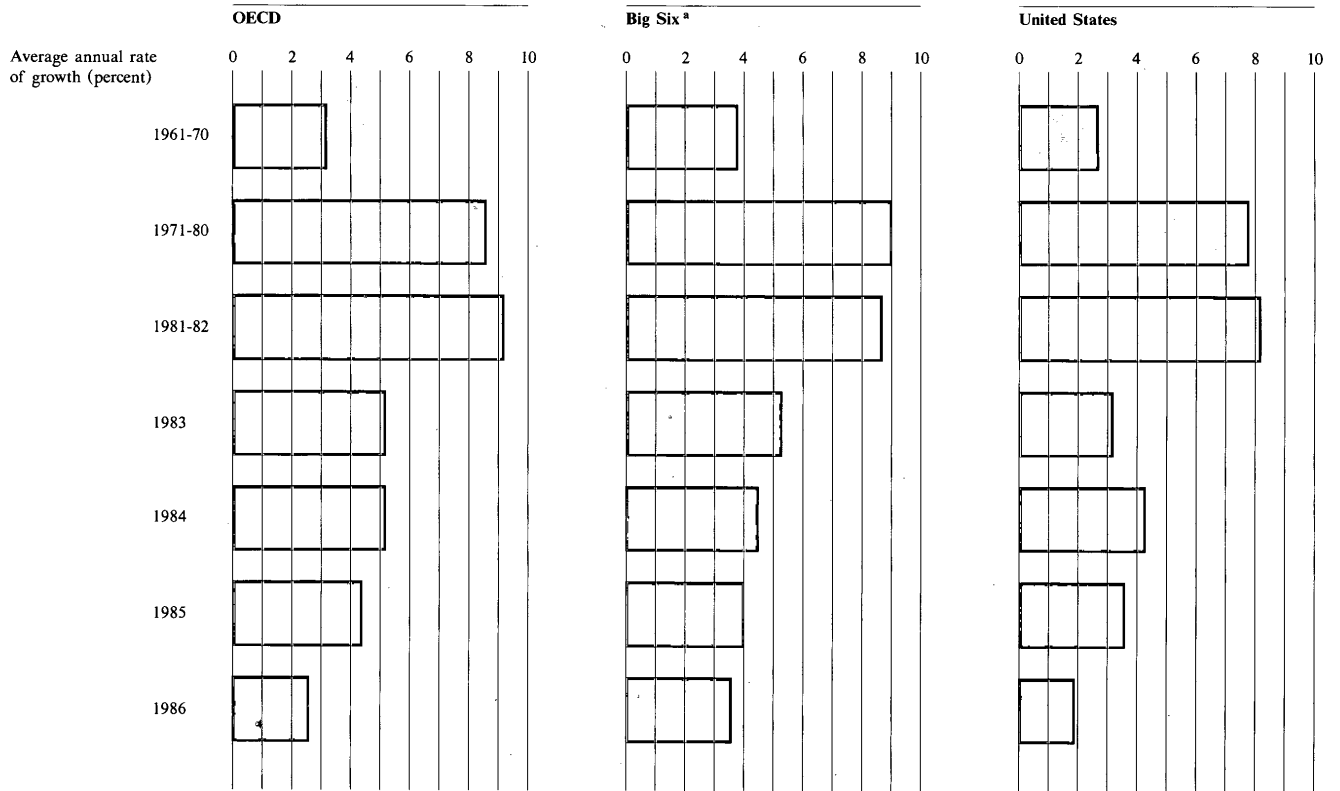 OECD
Big Six a
United States
Average annual rate
of growth (percent)
0 2 4 6 8 10
0 2 4 6 8 10
0 2 4 6 8 10
1961-70
1971-80
1981-82
1983
1984
1985
1986